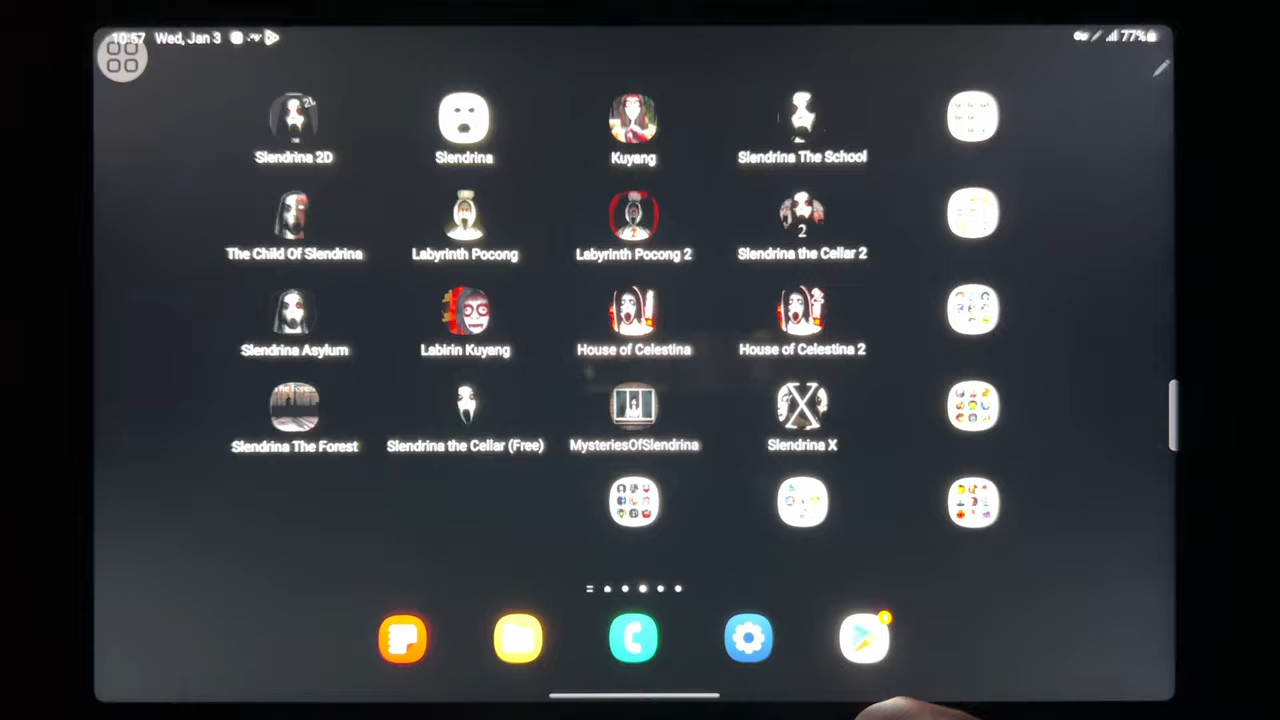 10:57 Wed, Jan 3 77%
Slendrina 2D Slendrina Kuyang Slendrina The School
The Child Of Slendrina Labyrinth Pocong Labyrinth Pocong 2 Slendrina the Cellar 2
Slendrina Asylum Labirin Kuyang House of Celestina House of Celestina 2
Slendrina The Forest Slendrina the Cellar (Free) MysteriesOfSlendrina Slendrina X